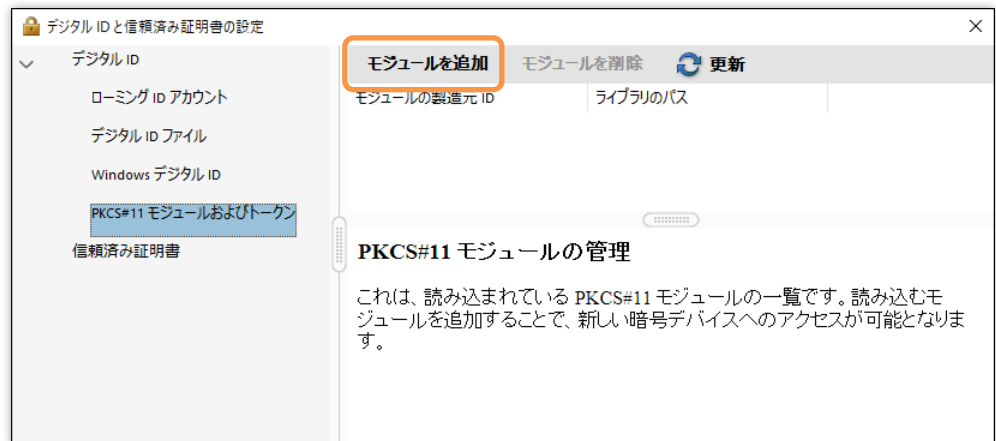 デジタル ID と信頼済み証明書の設定
デジタル ID
ローミング ID アカウント
デジタル ID ファイル
Windows デジタル ID
PKCS#11 モジュールおよびトークン
信頼済み証明書
モジュールを追加 モジュールを削除 更新
モジュールの製造元 ID ライブラリのパス
PKCS#11 モジュールの管理
これは、読み込まれている PKCS#11 モジュールの一覧です。読み込むモ
ジュールを追加することで、新しい暗号デバイスへのアクセスが可能となりま
す。